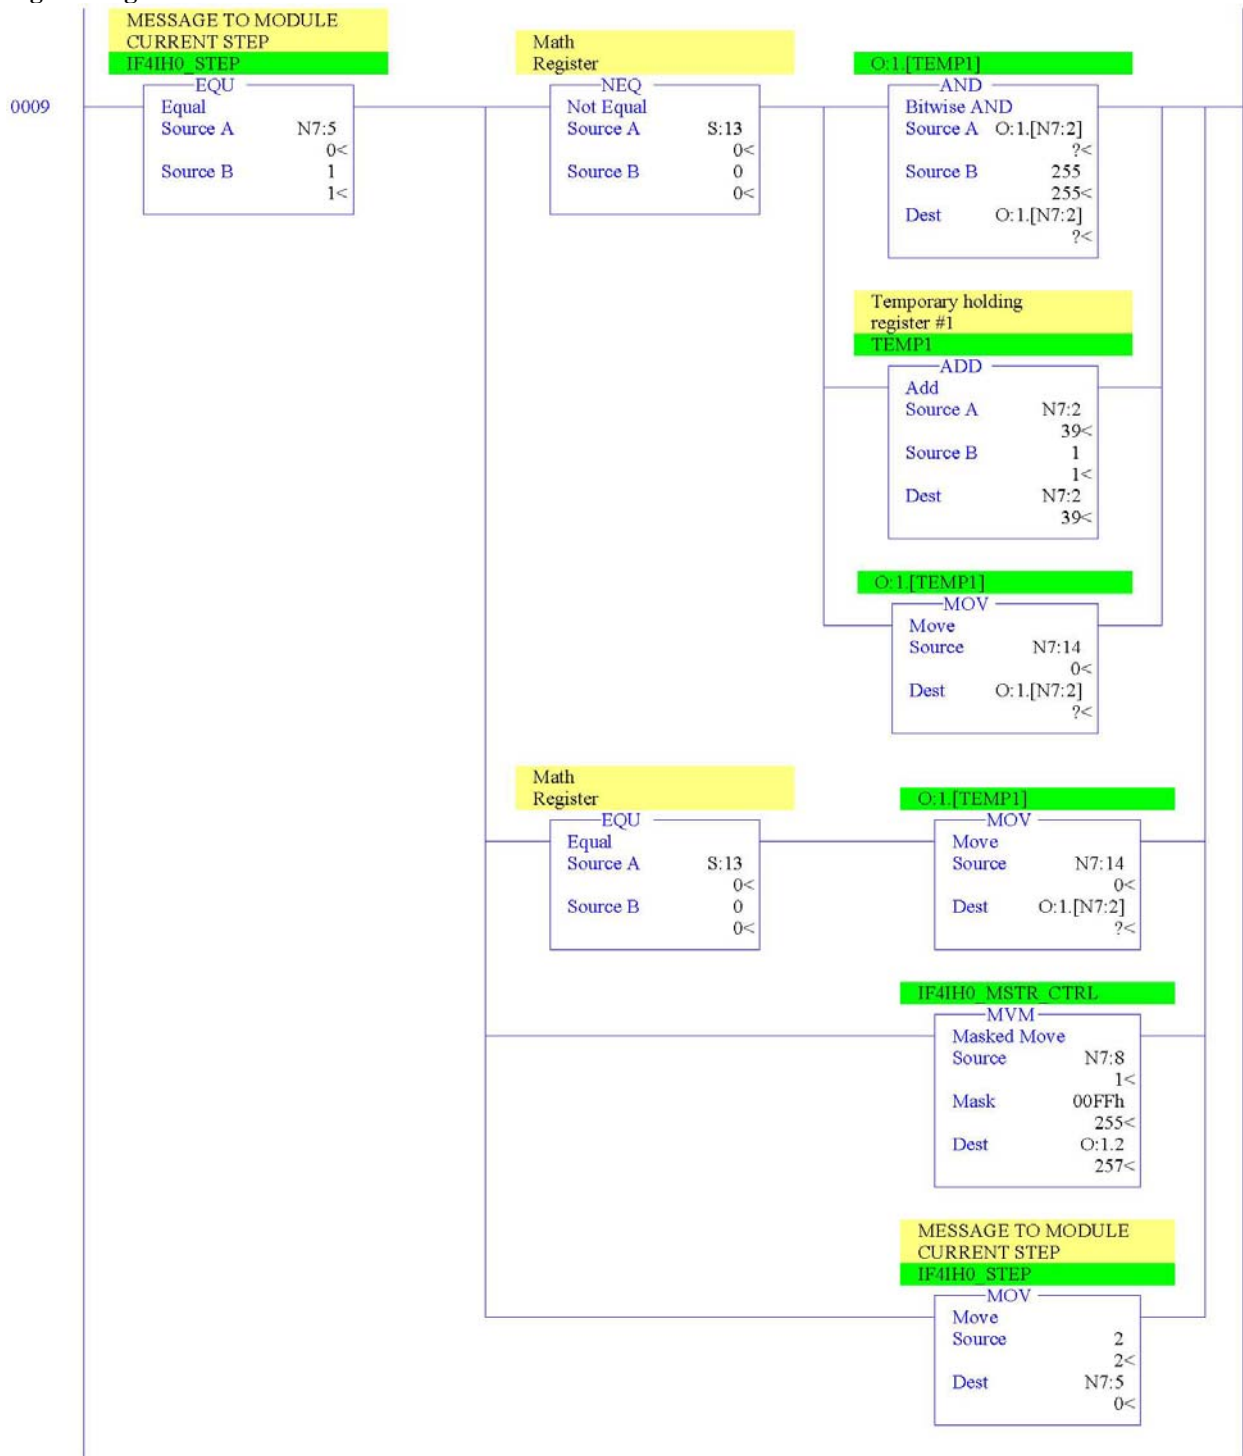 MESSAGE TO MODULE
CURRENT STEP
IF4IH0_STEP
EQU
0009
Equal
Source A N7:5
0<
Source B 1
1<
Math
Register
NEQ
Not Equal
Source A S:13
0<
Source B 0
0<
O:1.[TEMP1]
AND
Bitwise AND
Source A O:1.[N7:2]
?<
Source B 255
255<
Dest O:1.[N7:2]
?<
Temporary holding
register #1
TEMP1
ADD
Add
Source A N7:2
39<
Source B 1
1<
Dest N7:2
39<
O:1.[TEMP1]
MOV
Move
Source N7:14
0<
Dest O:1.[N7:2]
?<
Math
Register
EQU
Equal
Source A S:13
0<
Source B 0
0<
O:1.[TEMP1]
MOV
Move
Source N7:14
0<
Dest O:1.[N7:2]
?<
IF4IH0_MSTR_CTRL
MVM
Masked Move
Source N7:8
1<
Mask 00FFh
255<
Dest O:1.2
257<
MESSAGE TO MODULE
CURRENT STEP
IF4IH0_STEP
MOV
Move
Source 2
2<
Dest N7:5
0<